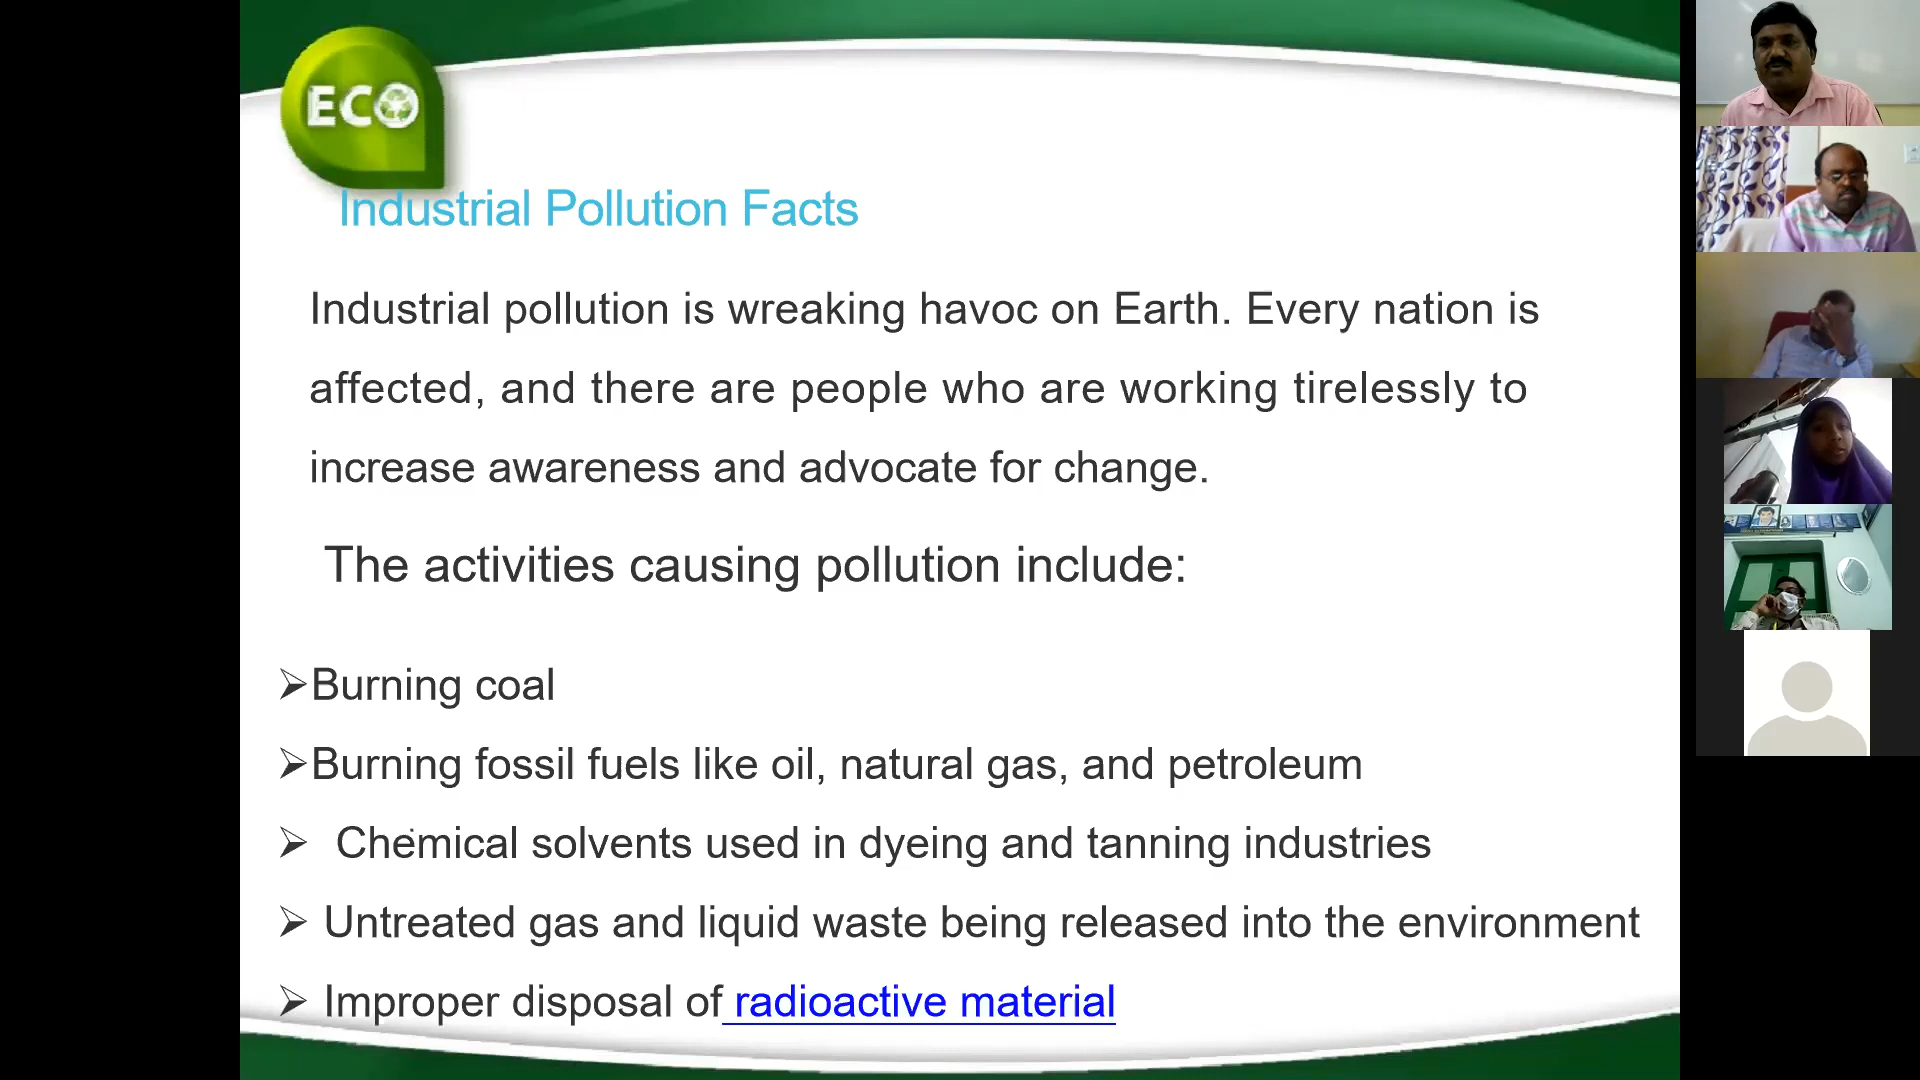 ECO
Industrial Pollution Facts
Industrial pollution is wreaking havoc on Earth. Every nation is
affected, and there are people who are working tirelessly to
increase awareness and advocate for change.
The activities causing pollution include:
➢Burning coal
➢Burning fossil fuels like oil, natural gas, and petroleum
➢ Chemical solvents used in dyeing and tanning industries
➢ Untreated gas and liquid waste being released into the environment
➢ Improper disposal of radioactive material